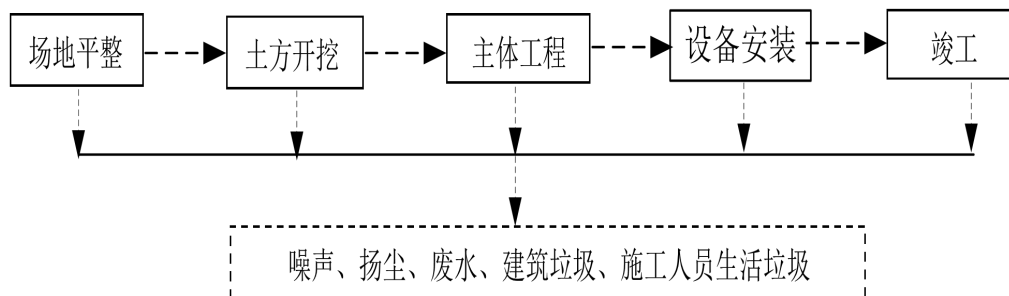 场地平整
土方开挖
主体工程
设备安装
竣工
噪声、扬尘、废水、建筑垃圾、施工人员生活垃圾